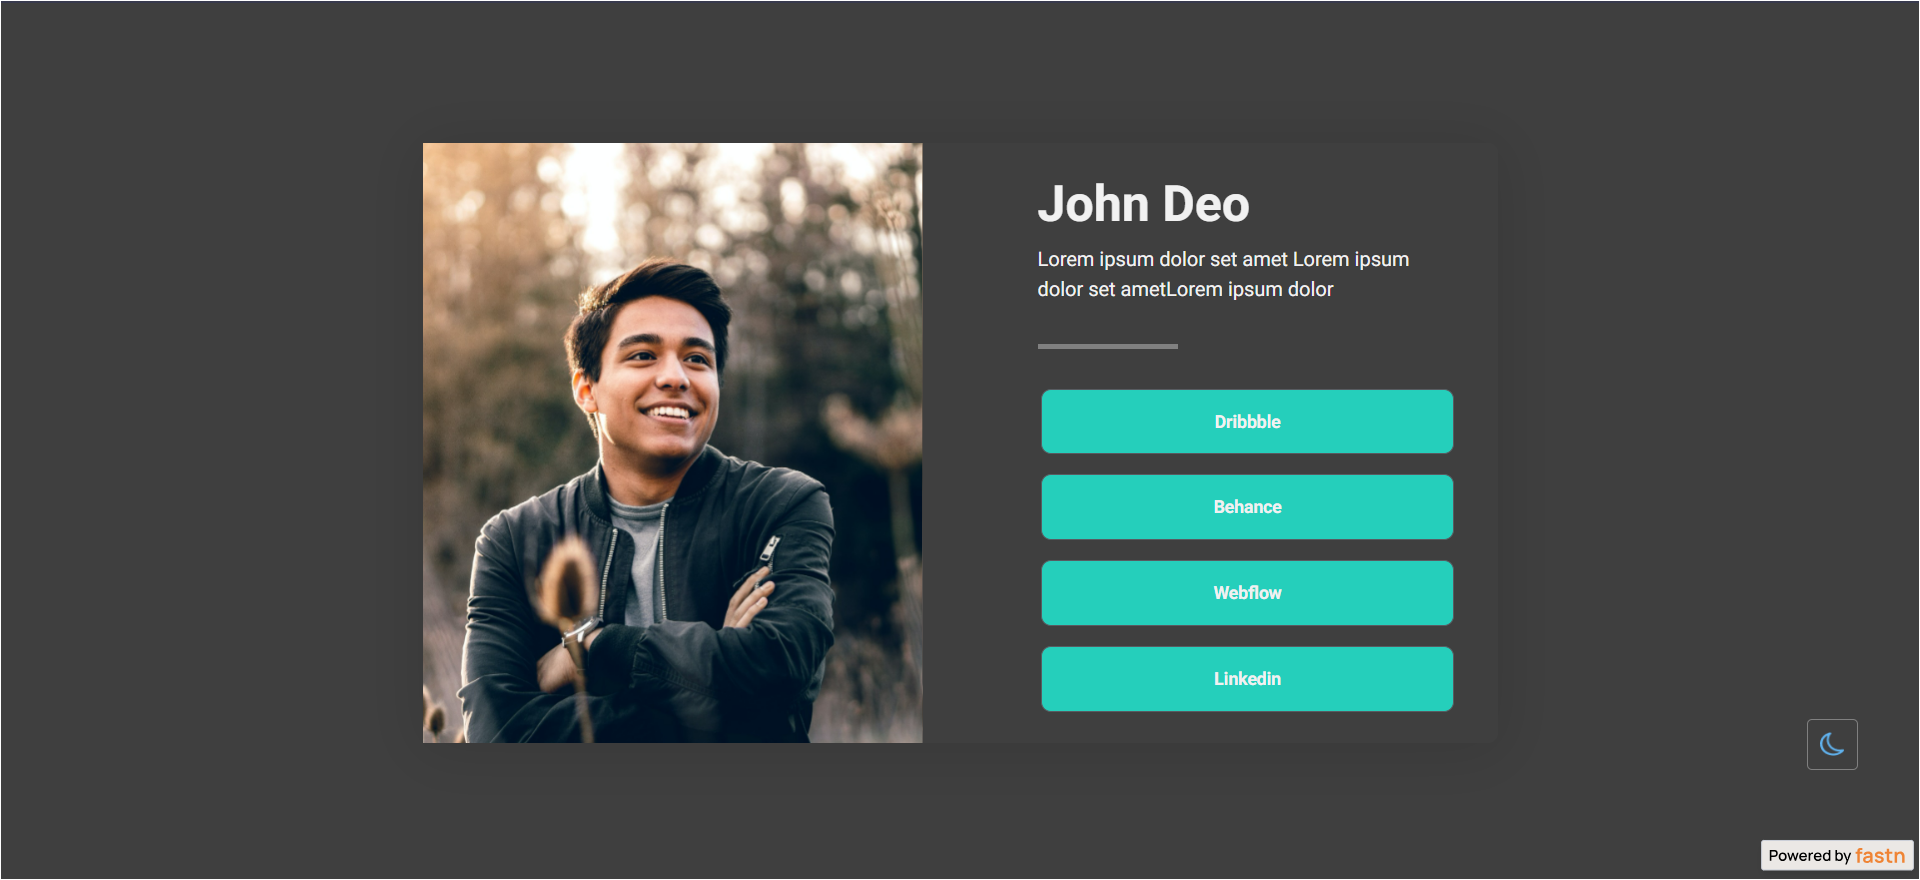 John Deo
Lorem ipsum dolor set amet Lorem ipsum
dolor set ametLorem ipsum dolor
Dribbble
Behance
Webflow
Linkedin
Powered by fastn